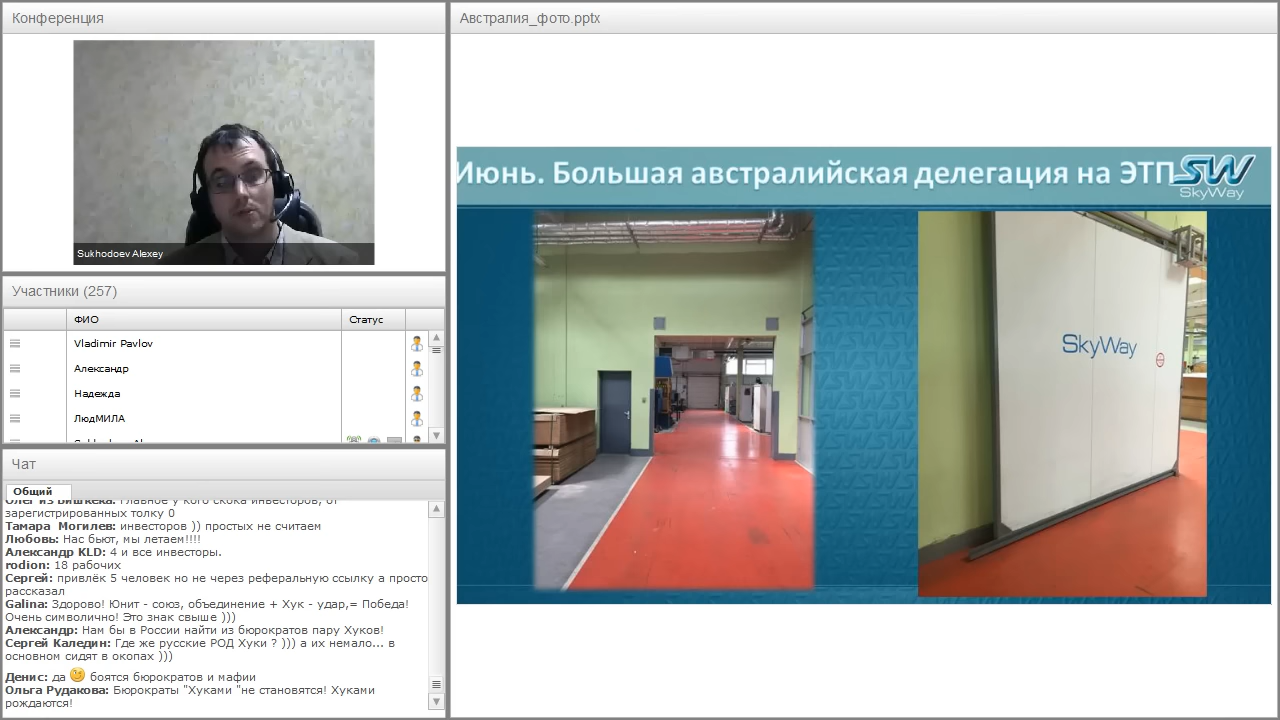 Конференция
Sukhodoev Alexey
Участники (257)
ФИО
Статус
Vladimir Pavlov
Александр
Надежда
ЛюдМИЛА
Чат
Общий
Олег из Бишкека: Главное у кого скока инвесторов, от
зарегистрированных толку 0
Тамара Могилев: инвесторов )) простых не считаем
Любовь: Нас бьют, мы летаем!!!!
Александр KLD: 4 и все инвесторы.
rodion: 18 рабочих
Сергей: привлёк 5 человек но не через реферальную ссылку а просто
рассказал
Galina: Здорово! Юнит - союз, объединение + Хук - удар,= Победа!
Очень символично! Это знак свыше )))
Александр: Нам бы в России найти из бюрократов пару Хуков!
Сергей Каледин: Где же русские РОД Хуки ? ))) а их немало... в
основном сидят в окопах )))
Денис: да боятся бюрократов и мафии
Ольга Рудакова: Бюрократы "Хуками "не становятся! Хуками
рождаются!
Австралия_фото.pptx
Июнь. Большая австралийская делегация на ЭТП
SW
SkyWay
SkyWay